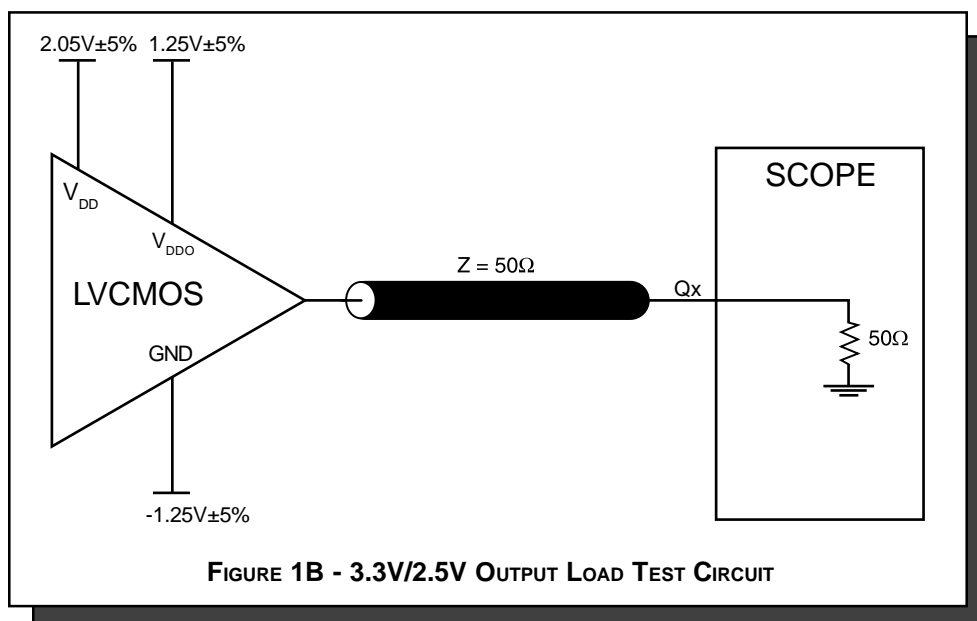 2.05V±5% 1.25V±5%
SCOPE
VDD
VDDO
Z = 50Ω
LVCMOS
Qx
GND
50Ω
-1.25V±5%
FIGURE 1B - 3.3V/2.5V OUTPUT LOAD TEST CIRCUIT